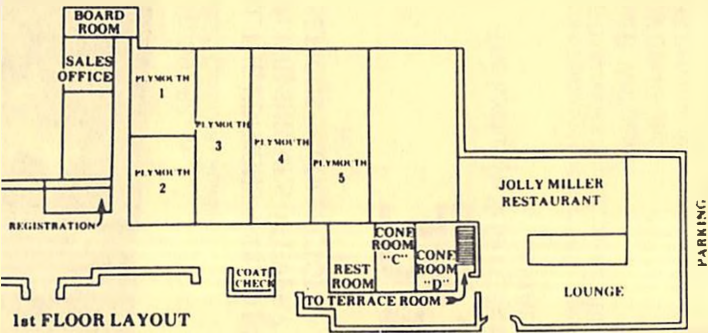 BOARD
ROOM
SALES
OFFICE
PLYMOUTH
1
PLYMOUTH
2
PLYMOUTH
3
PLYMOUTH
4
PLYMOUTH
5
JOLLY MILLER
RESTAURANT
PARKING
REGISTRATION
COAT
CHECK
REST
ROOM
CONF
ROOM
"C"
CONF
ROOM
"D"
LOUNGE
TO TERRACE ROOM
1st FLOOR LAYOUT